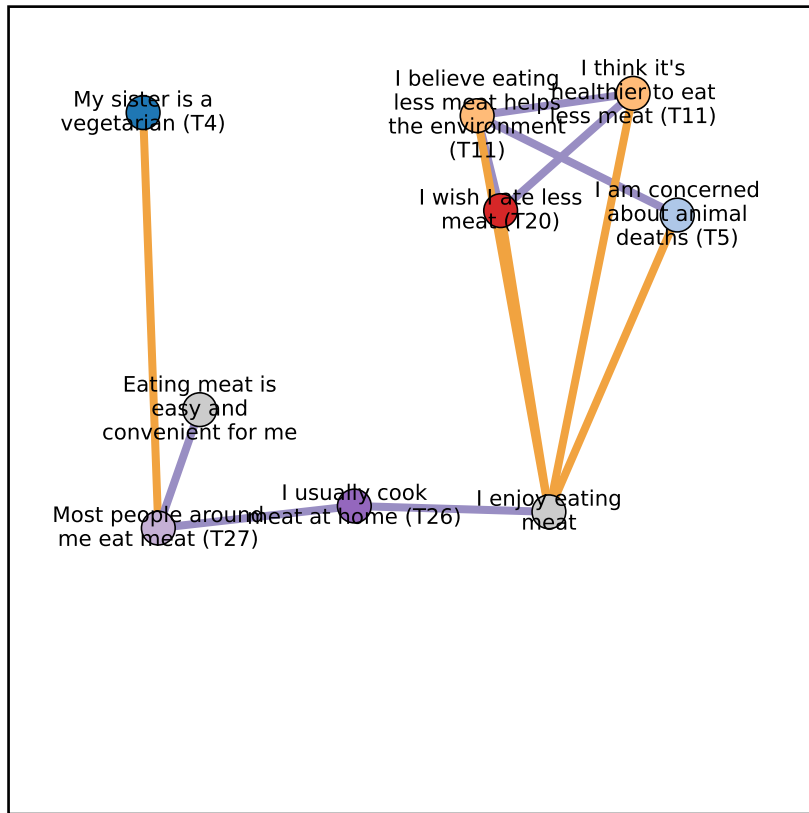 My sister is a
vegetarian (T4)
I believe eating
less meat helps
the environment
(T11)
I think it's
healthier to eat
less meat (T11)
I wish I ate less
meat (T20)
I am concerned
about animal
deaths (T5)
Eating meat is
easy and
convenient for me
Most people around
me eat meat (T27)
I usually cook
meat at home (T26)
I enjoy eating
meat